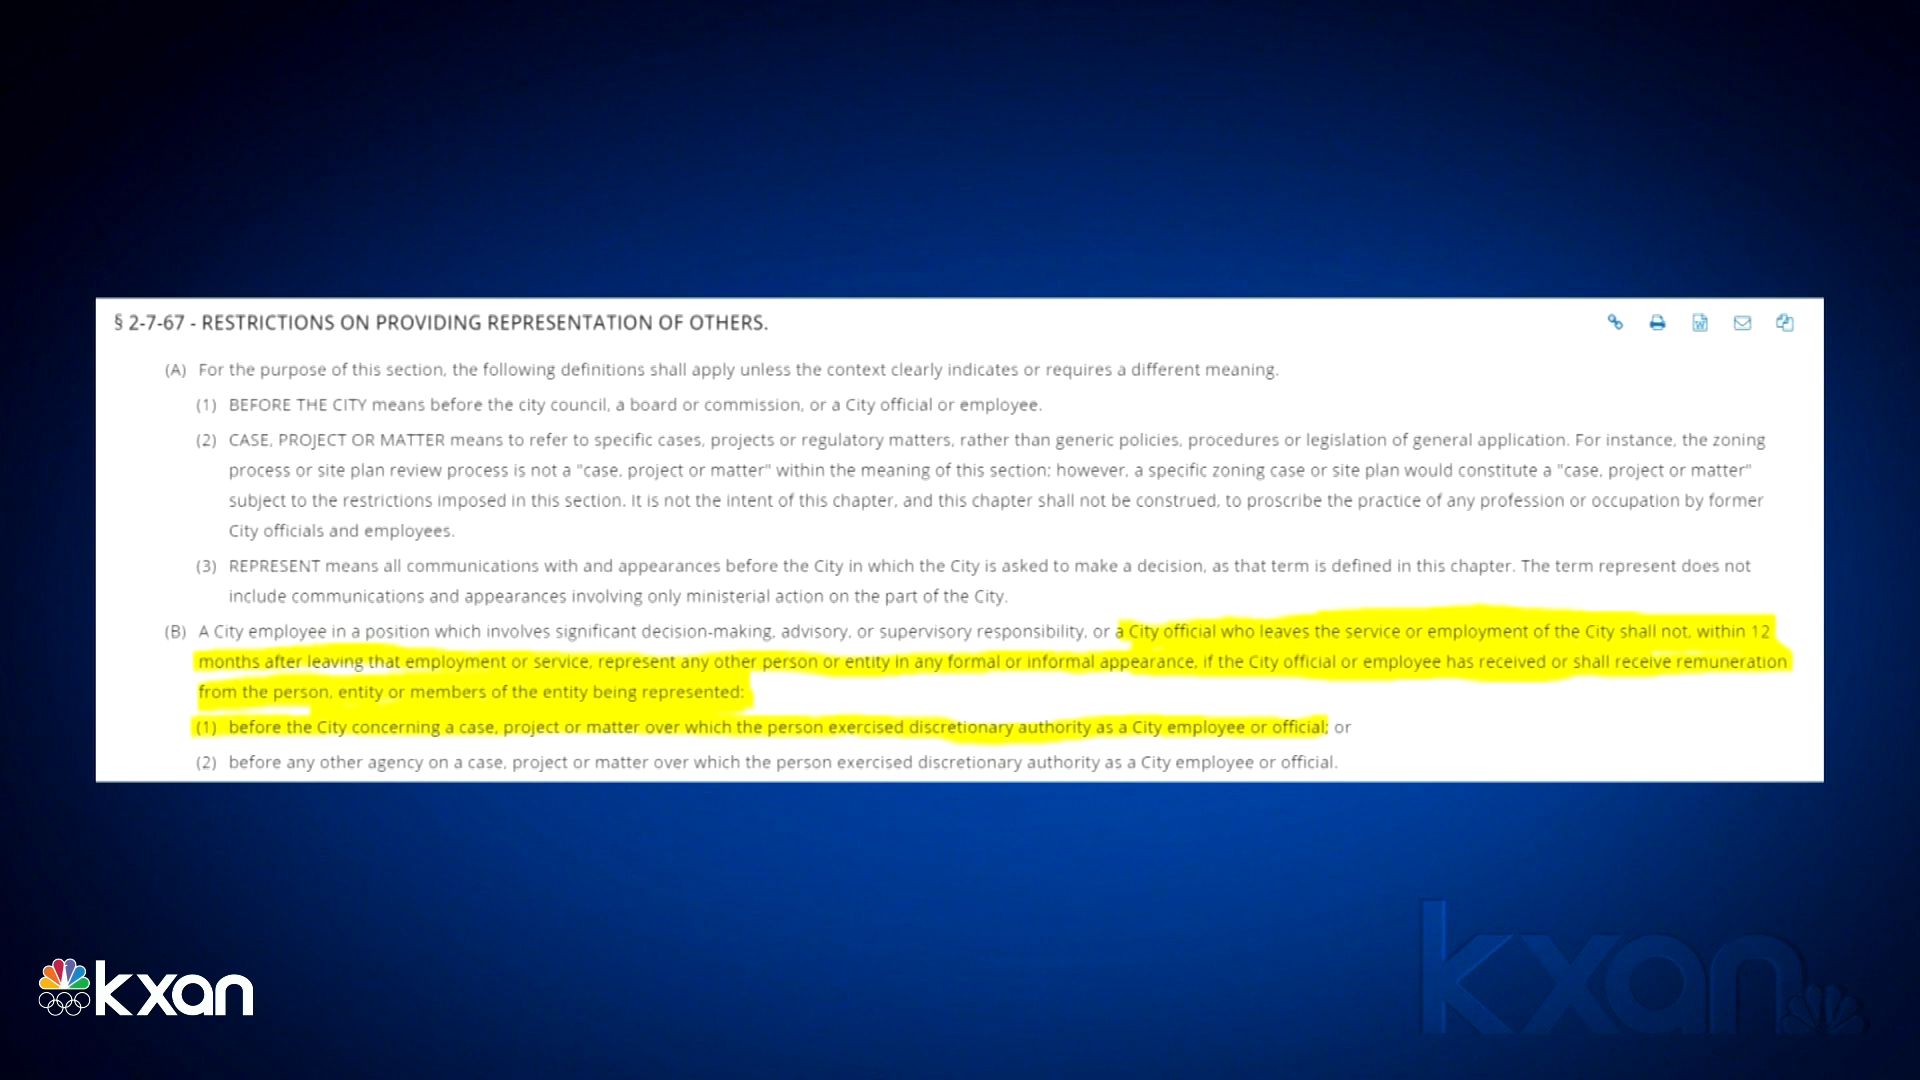 § 2-7-67 - RESTRICTIONS ON PROVIDING REPRESENTATION OF OTHERS.
(A) For the purpose of this section, the following definitions shall apply unless the context clearly indicates or requires a different meaning.
(1) BEFORE THE CITY means before the city council, a board or commission, or a City official or employee.
(2) CASE, PROJECT OR MATTER means to refer to specific cases, projects or regulatory matters, rather than generic policies, procedures or legislation of general application. For instance, the zoning
process or site plan review process is not a "case, project or matter" within the meaning of this section; however, a specific zoning case or site plan would constitute a "case, project or matter"
subject to the restrictions imposed in this section. It is not the intent of this chapter, and this chapter shall not be construed, to proscribe the practice of any profession or occupation by former
City officials and employees.
(3) REPRESENT means all communications with and appearances before the City in which the City is asked to make a decision, as that term is defined in this chapter. The term represent does not
include communications and appearances involving only ministerial action on the part of the City.
(B) A City employee in a position which involves significant decision-making, advisory, or supervisory responsibility, or a City official who leaves the service or employment of the City shall not, within 12
months after leaving that employment or service, represent any other person or entity in any formal or informal appearance, if the City official or employee has received or shall receive remuneration
from the person, entity or members of the entity being represented:
(1) before the City concerning a case, project or matter over which the person exercised discretionary authority as a City employee or official; or
(2) before any other agency on a case, project or matter over which the person exercised discretionary authority as a City employee or official.
kxan
kxan